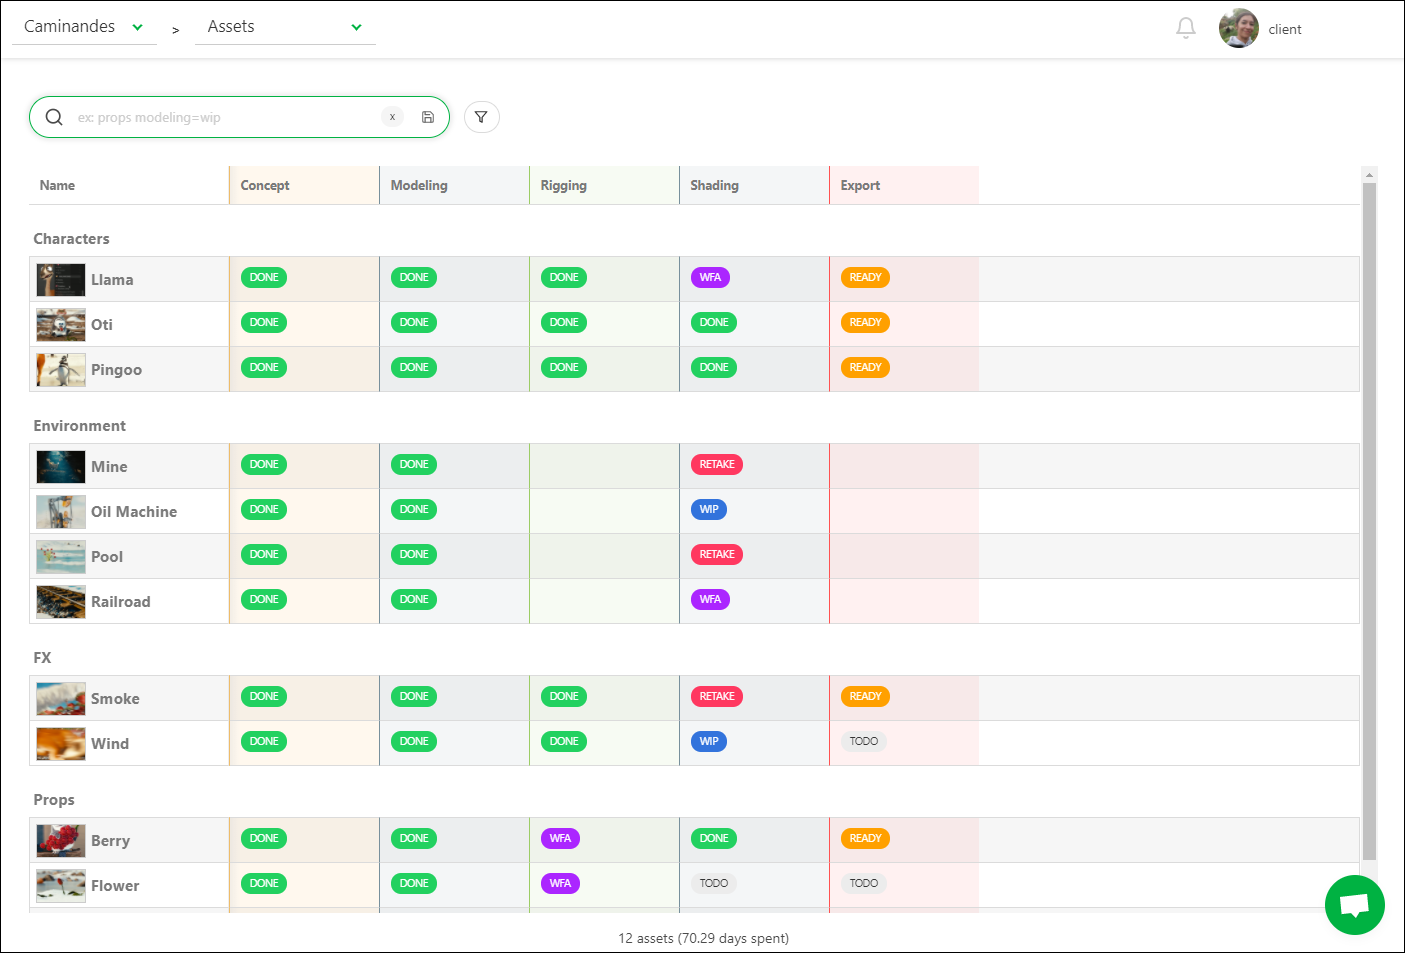 Caminandes > Assets client
ex: props modeling=wip x
Name Concept Modeling Rigging Shading Export
Characters
Llama DONE DONE DONE WFA READY
Oti DONE DONE DONE DONE READY
Pingoo DONE DONE DONE DONE READY
Environment
Mine DONE DONE RETAKE
Oil Machine DONE DONE WIP
Pool DONE DONE RETAKE
Railroad DONE DONE WFA
FX
Smoke DONE DONE DONE RETAKE READY
Wind DONE DONE DONE WIP TODO
Props
Berry DONE DONE WFA DONE READY
Flower DONE DONE WFA TODO TODO
12 assets (70.29 days spent)